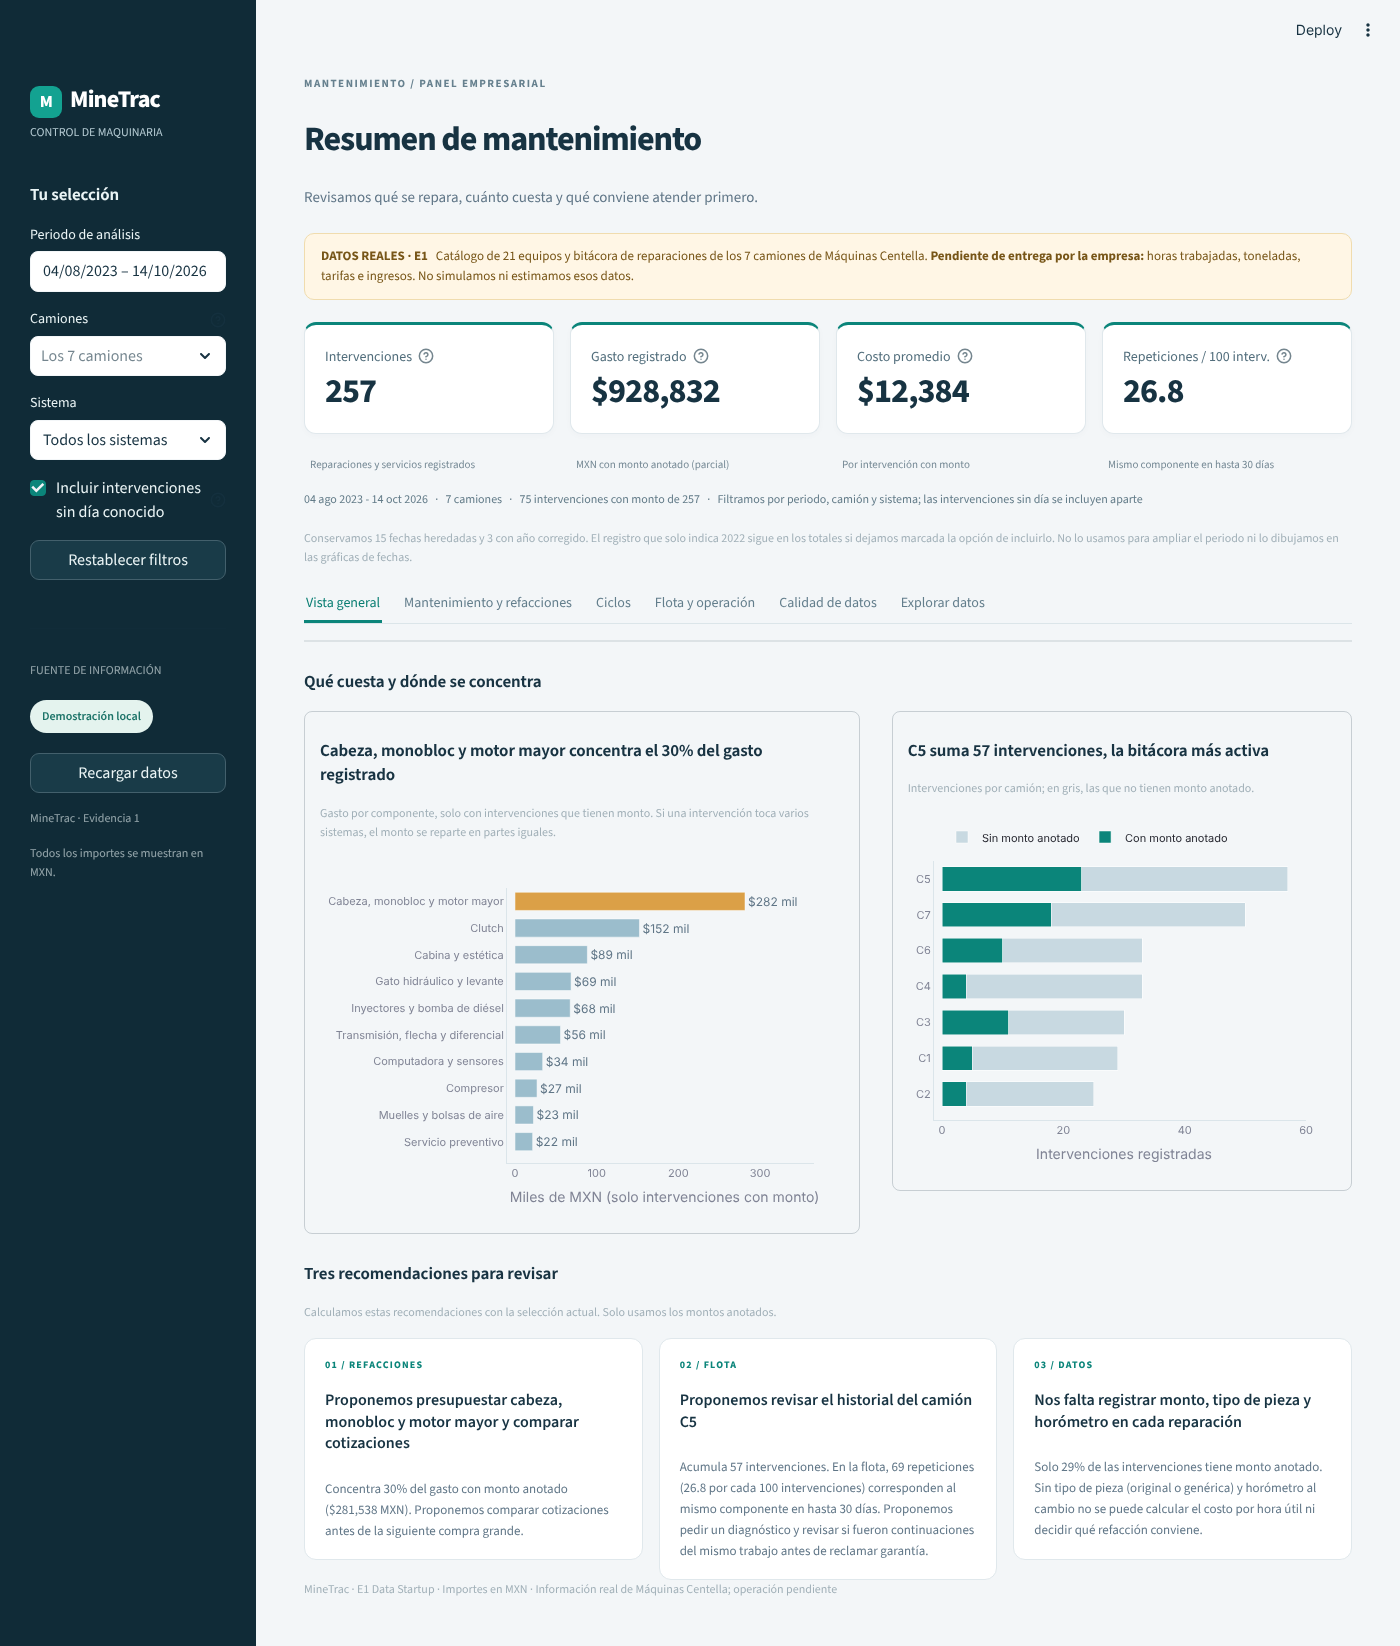 Deploy
M MineTrac
CONTROL DE MAQUINARIA
Tu selección
Periodo de análisis
04/08/2023 – 14/10/2026
Camiones
Los 7 camiones
Sistema
Todos los sistemas
Incluir intervenciones
sin día conocido
Restablecer filtros
FUENTE DE INFORMACIÓN
Demostración local
Recargar datos
MineTrac · Evidencia 1
Todos los importes se muestran en
MXN.
MANTENIMIENTO / PANEL EMPRESARIAL
Resumen de mantenimiento
Revisamos qué se repara, cuánto cuesta y qué conviene atender primero.
DATOS REALES · E1 Catálogo de 21 equipos y bitácora de reparaciones de los 7 camiones de Máquinas Centella. Pendiente de entrega por la empresa: horas trabajadas, toneladas,
tarifas e ingresos. No simulamos ni estimamos esos datos.
Intervenciones
257
Reparaciones y servicios registrados
Gasto registrado
$928,832
MXN con monto anotado (parcial)
Costo promedio
$12,384
Por intervención con monto
Repeticiones / 100 interv.
26.8
Mismo componente en hasta 30 días
04 ago 2023 - 14 oct 2026 · 7 camiones · 75 intervenciones con monto de 257 · Filtramos por periodo, camión y sistema; las intervenciones sin día se incluyen aparte
Conservamos 15 fechas heredadas y 3 con año corregido. El registro que solo indica 2022 sigue en los totales si dejamos marcada la opción de incluirlo. No lo usamos para ampliar el periodo ni lo dibujamos en
las gráficas de fechas.
Vista general Mantenimiento y refacciones Ciclos Flota y operación Calidad de datos Explorar datos
Qué cuesta y dónde se concentra
Cabeza, monobloc y motor mayor concentra el 30% del gasto
registrado
Gasto por componente, solo con intervenciones que tienen monto. Si una intervención toca varios
sistemas, el monto se reparte en partes iguales.
Cabeza, monobloc y motor mayor $282 mil
Clutch $152 mil
Cabina y estética $89 mil
Gato hidráulico y levante $69 mil
Inyectores y bomba de diésel $68 mil
Transmisión, flecha y diferencial $56 mil
Computadora y sensores $34 mil
Compresor $27 mil
Muelles y bolsas de aire $23 mil
Servicio preventivo $22 mil
0 100 200 300
Miles de MXN (solo intervenciones con monto)
C5 suma 57 intervenciones, la bitácora más activa
Intervenciones por camión; en gris, las que no tienen monto anotado.
Sin monto anotado Con monto anotado
C5
C7
C6
C4
C3
C1
C2
0 20 40 60
Intervenciones registradas
Tres recomendaciones para revisar
Calculamos estas recomendaciones con la selección actual. Solo usamos los montos anotados.
01 / REFACCIONES
Proponemos presupuestar cabeza,
monobloc y motor mayor y comparar
cotizaciones
Concentra 30% del gasto con monto anotado
($281,538 MXN). Proponemos comparar cotizaciones
antes de la siguiente compra grande.
02 / FLOTA
Proponemos revisar el historial del camión
C5
Acumula 57 intervenciones. En la flota, 69 repeticiones
(26.8 por cada 100 intervenciones) corresponden al
mismo componente en hasta 30 días. Proponemos
pedir un diagnóstico y revisar si fueron continuaciones
del mismo trabajo antes de reclamar garantía.
03 / DATOS
Nos falta registrar monto, tipo de pieza y
horómetro en cada reparación
Solo 29% de las intervenciones tiene monto anotado.
Sin tipo de pieza (original o genérica) y horómetro al
cambio no se puede calcular el costo por hora útil ni
decidir qué refacción conviene.
MineTrac · E1 Data Startup · Importes en MXN · Información real de Máquinas Centella; operación pendiente